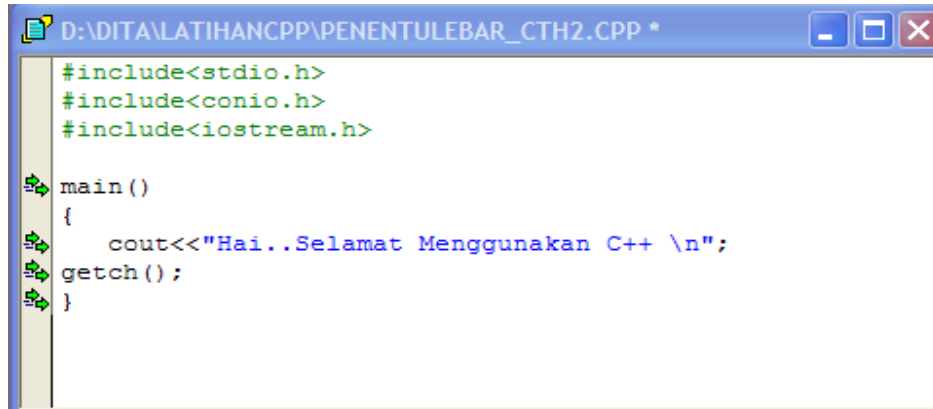 D:\DITA\LATIHANCPP\PENENTULEBAR_CTH2.CPP *
#include<stdio.h>
#include<conio.h>
#include<iostream.h>
main()
{
cout<<"Hai..Selamat Menggunakan C++ \n";
getch();
}